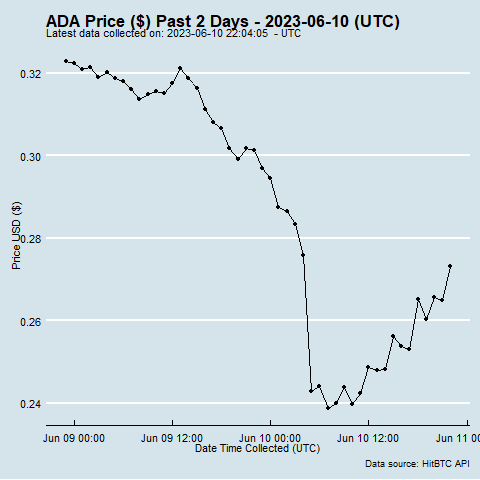 ADA Price ($) Past 2 Days - 2023-06-10 (UTC)
Latest data collected on: 2023-06-10 22:04:05  - UTC
0.32
0.30
0.28
0.26
0.24
Price USD ($)
Jun 09 00:00
Jun 09 12:00
Jun 10 00:00
Jun 10 12:00
Jun 11 0
Date Time Collected (UTC)
Data source: HitBTC API